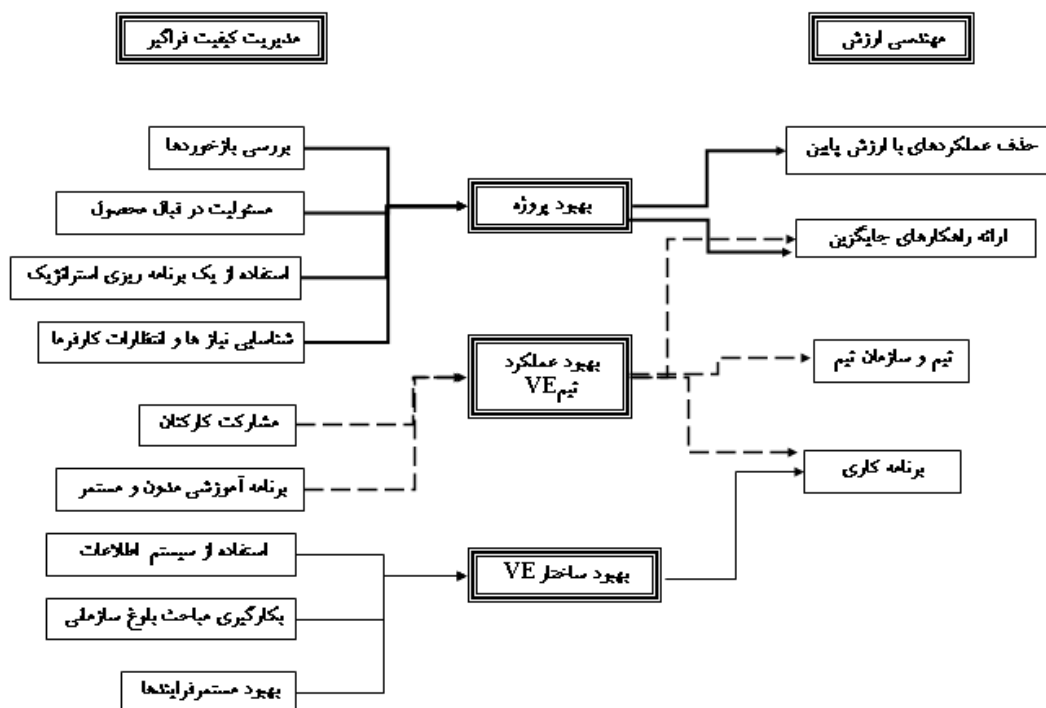 مهندسی ارزش
مدیریت کیفیت فراگیر
حذف عملکردهای با ارزش پایین
ارائه راهکارهای جایگزین
تیم و سازمان تیم
برنامه کاری
بهبود پروژه
بهبود عملکرد
تیم VE
بهبود ساختار VE
بررسی بازخوردها
مسئولیت در قبال محصول
استفاده از یک برنامه ریزی استراتژیک
شناسایی نیاز ها و انتظارات کارفرما
مشارکت کارکنان
برنامه آموزشی مدون و مستمر
استفاده از سیستم اطلاعات
بکارگیری مباحث بلوغ سازمانی
بهبود مستمرفرایندها